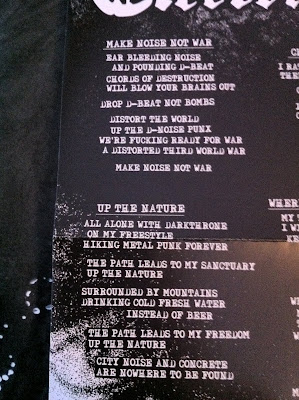 MAKE NOISE NOT WAR
EAR BLEEDING NOISE
AND POUNDING D-BEAT
CHORDS OF DESTRUCTION
WILL BLOW YOUR BRAINS OUT
DROP D-BEAT NOT BOMBS
DISTORT THE WORLD
UP THE D-NOISE PUNX
WE'RE FUCKING READY FOR WAR
A DISTORTED THIRD WORLD WAR
MAKE NOISE NOT WAR
UP THE NATURE
ALL ALONE WITH DARKTHRONE
ON MY FREESTYLE
HIKING METAL PUNK FOREVER
THE PATH LEADS TO MY SANCTUARY
UP THE NATURE
SURROUNDED BY MOUNTAINS
DRINKING COLD FRESH WATER
INSTEAD OF BEER
THE PATH LEADS TO MY FREEDOM
UP THE NATURE
CITY NOISE AND CONCRETE
ARE NOWHERE TO BE FOUND
I
THE
WHER
MY
I W